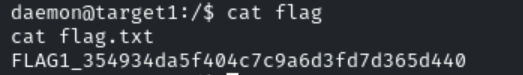 daemon@target1:/$ cat flag
cat flag.txt
FLAG1_354934da5f404c7c9a6d3fd7d365d440